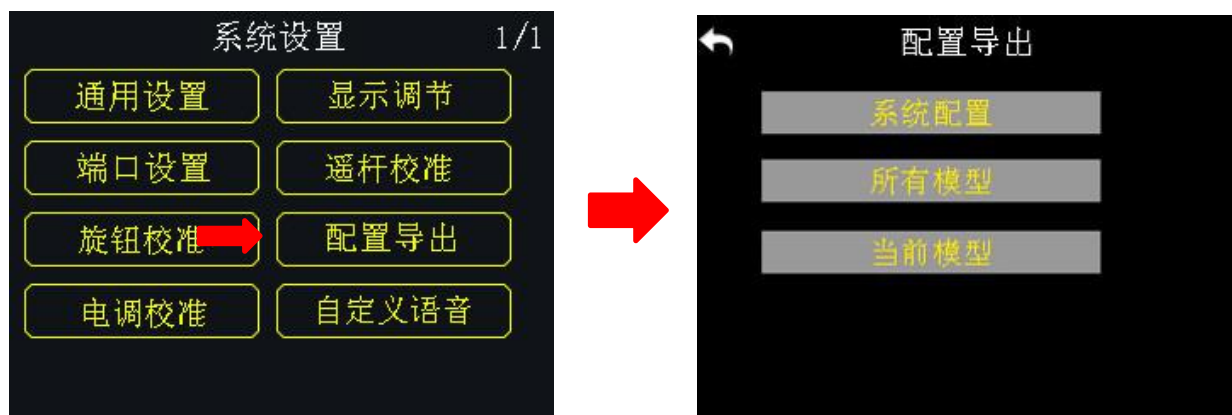 系统设置 1/1
通用设置 显示调节
端口设置 遥杆校准
旋钮校准 配置导出
电调校准 自定义语音
配置导出
系统配置
所有模型
当前模型